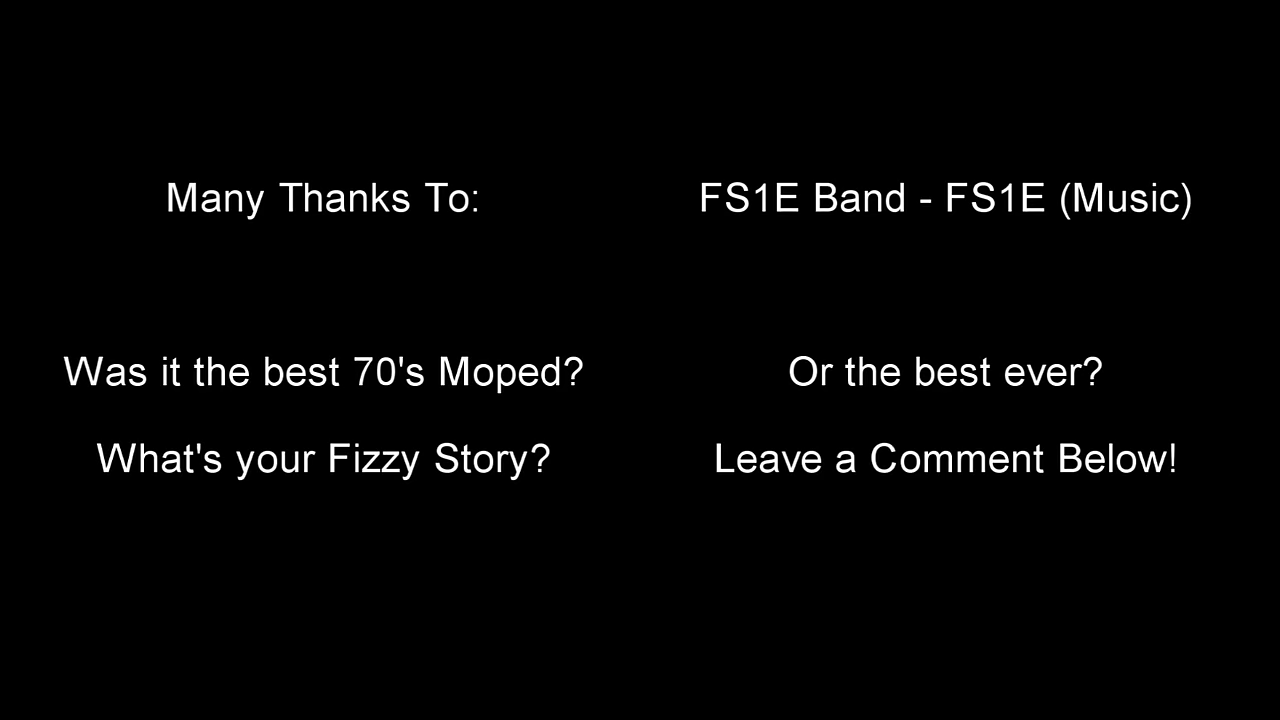 Many Thanks To: FS1E Band - FS1E (Music)
Was it the best 70's Moped? Or the best ever?
What's your Fizzy Story? Leave a Comment Below!